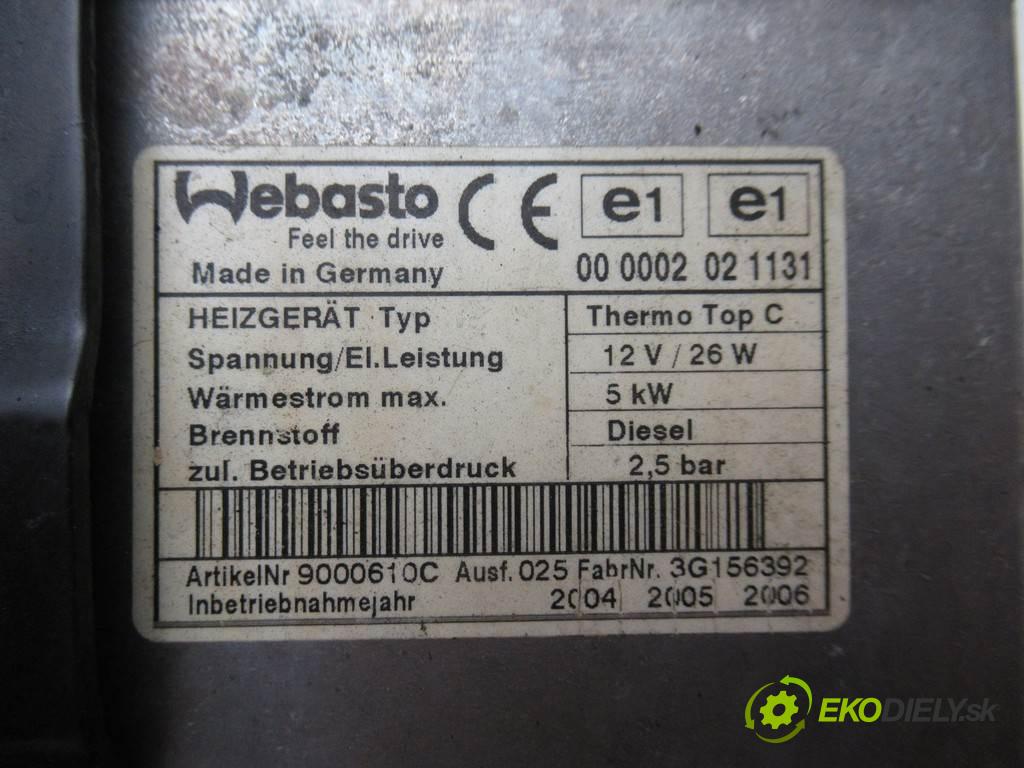 Webasto CE e1 e1
Feel the drive
Made in Germany 00 0002 02 1131
HEIZGERÄT Typ Thermo Top C
Spannung/El.Leistung 12 V / 26 W
Wärmestrom max. 5 kW
Brennstoff Diesel
zul. Betriebsüberdruck 2,5 bar
ArtikelNr 9000610C Ausf. 025 FabrNr. 3G156392
Inbetriebnahmejahr 2004 2005 2006
EKODIELY.sk